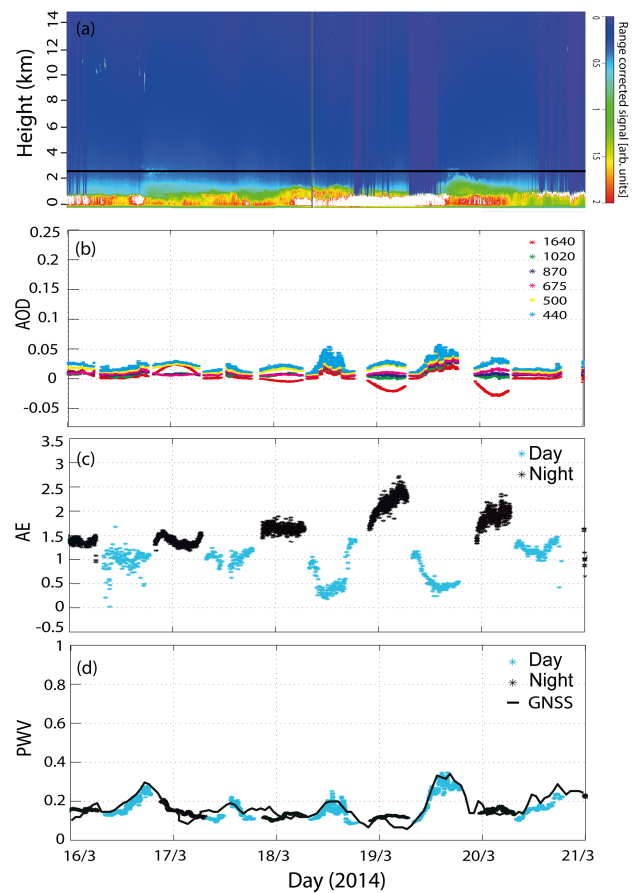 (a)
Height (km)
14
12
10
8
6
4
2
0
0
0.5
1
1.5
2
Range corrected signal [arb. units]
(b)
AOD
0.25
0.2
0.15
0.1
0.05
0
-0.05
1640
1020
870
675
500
440
(c)
AE
3.5
3
2.5
2
1.5
1
0.5
0
-0.5
Day
Night
(d)
PWV
1
0.8
0.6
0.4
0.2
0
Day
Night
GNSS
16/3 17/3 18/3 19/3 20/3 21/3
Day (2014)